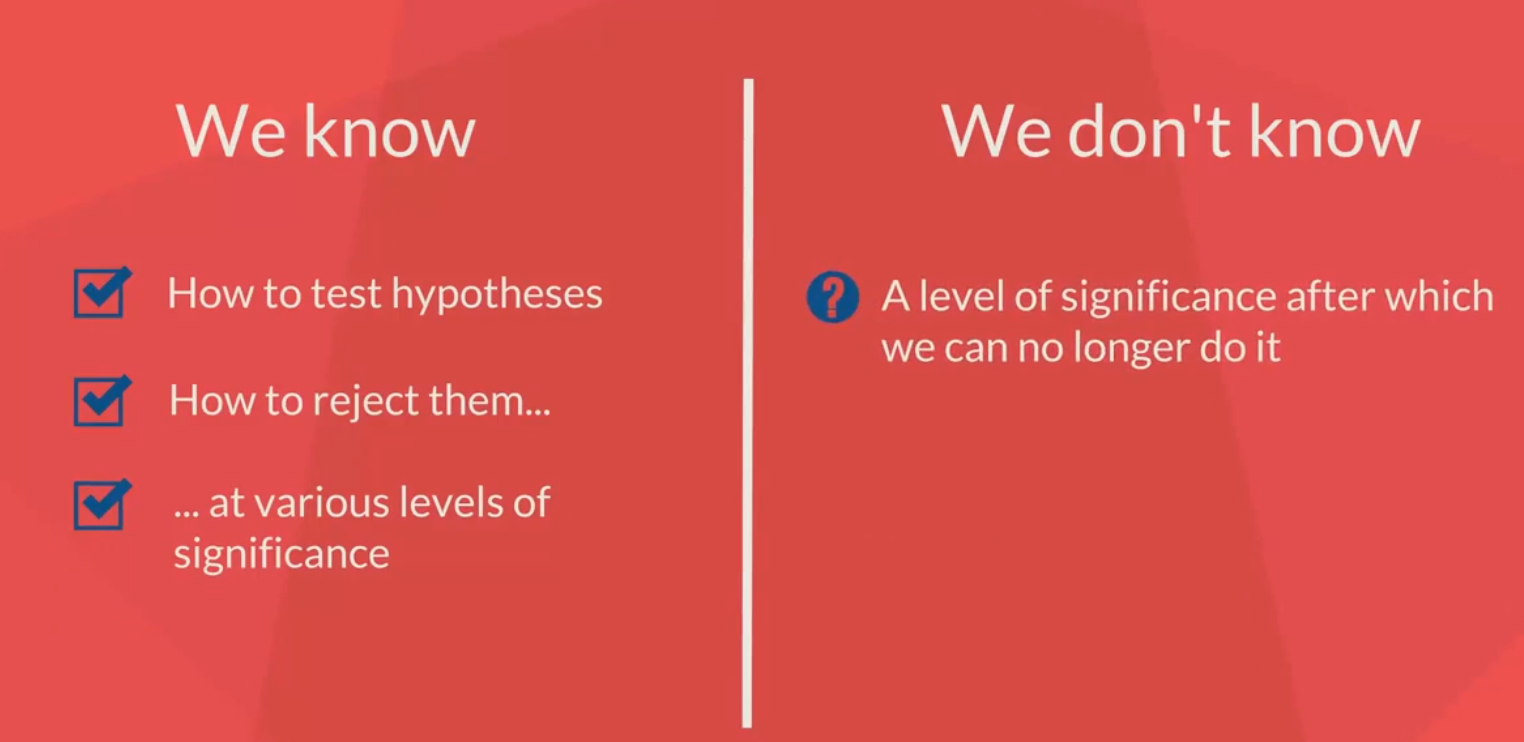 We know
How to test hypotheses
How to reject them...
... at various levels of
significance
We don't know
?
A level of significance after which
we can no longer do it